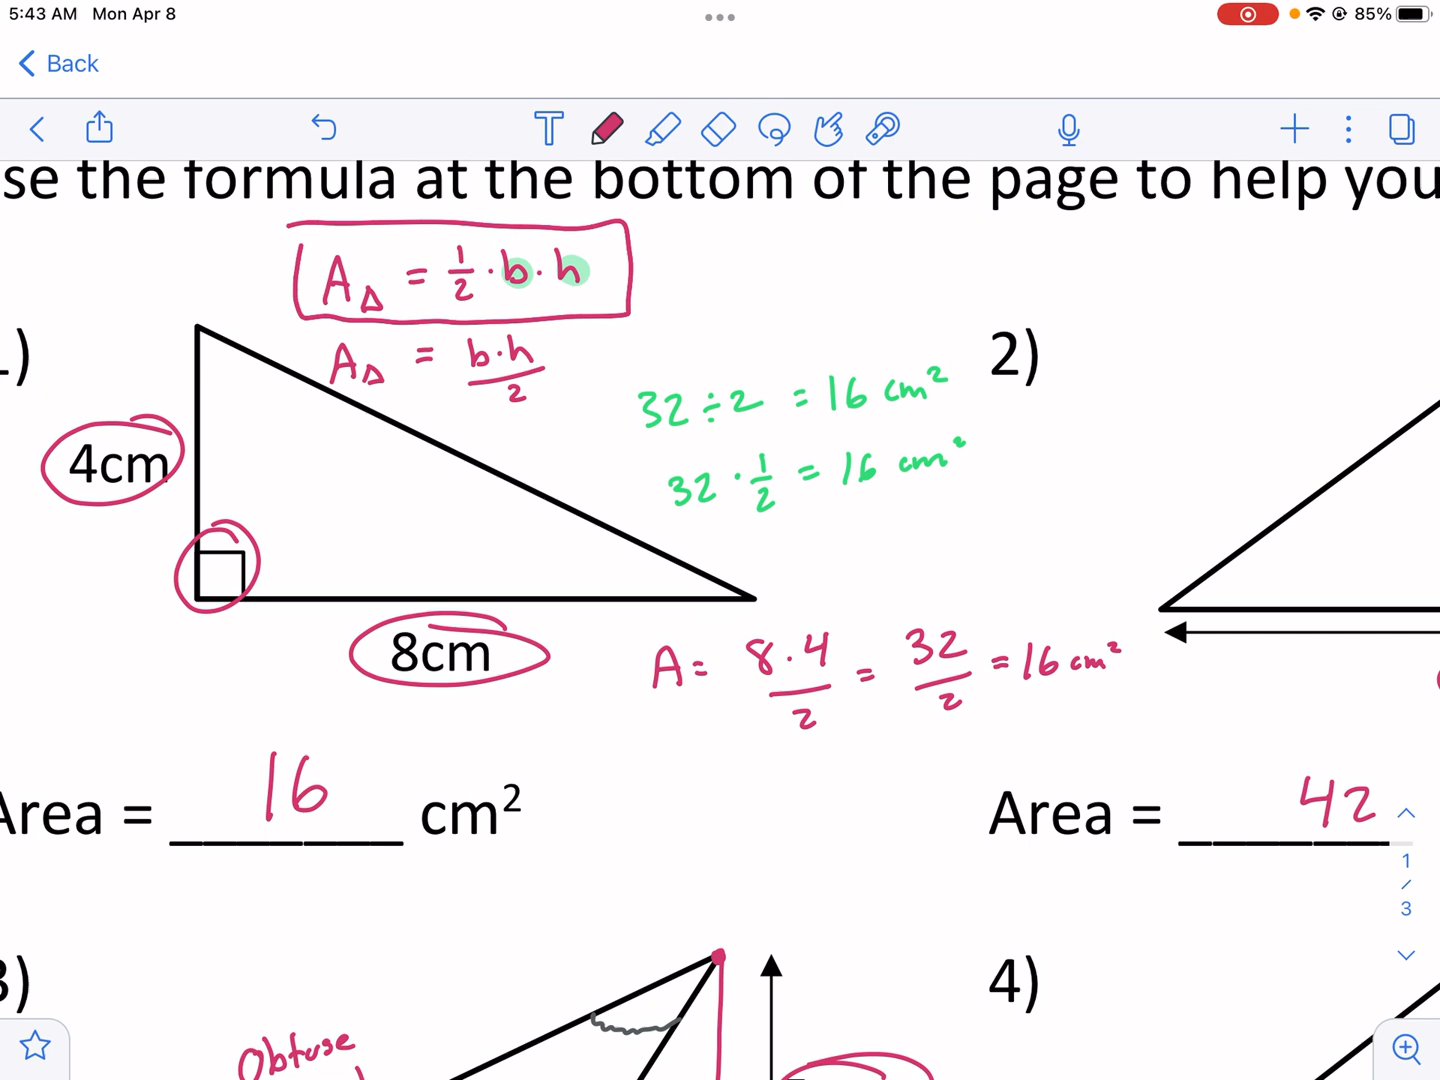 5:43 AM Mon Apr 8
85%
Back
se the formula at the bottom of the page to help you
A△ = 1/2 · b · h
A△ = b·h/2
32 ÷ 2 = 16 cm²
32 · 1/2 = 16 cm²
2)
4cm
8cm
A = 8·4/2 = 32/2 = 16 cm²
Area = 16 cm²
Area = 42
1
/
3
3)
4)
Obtuse